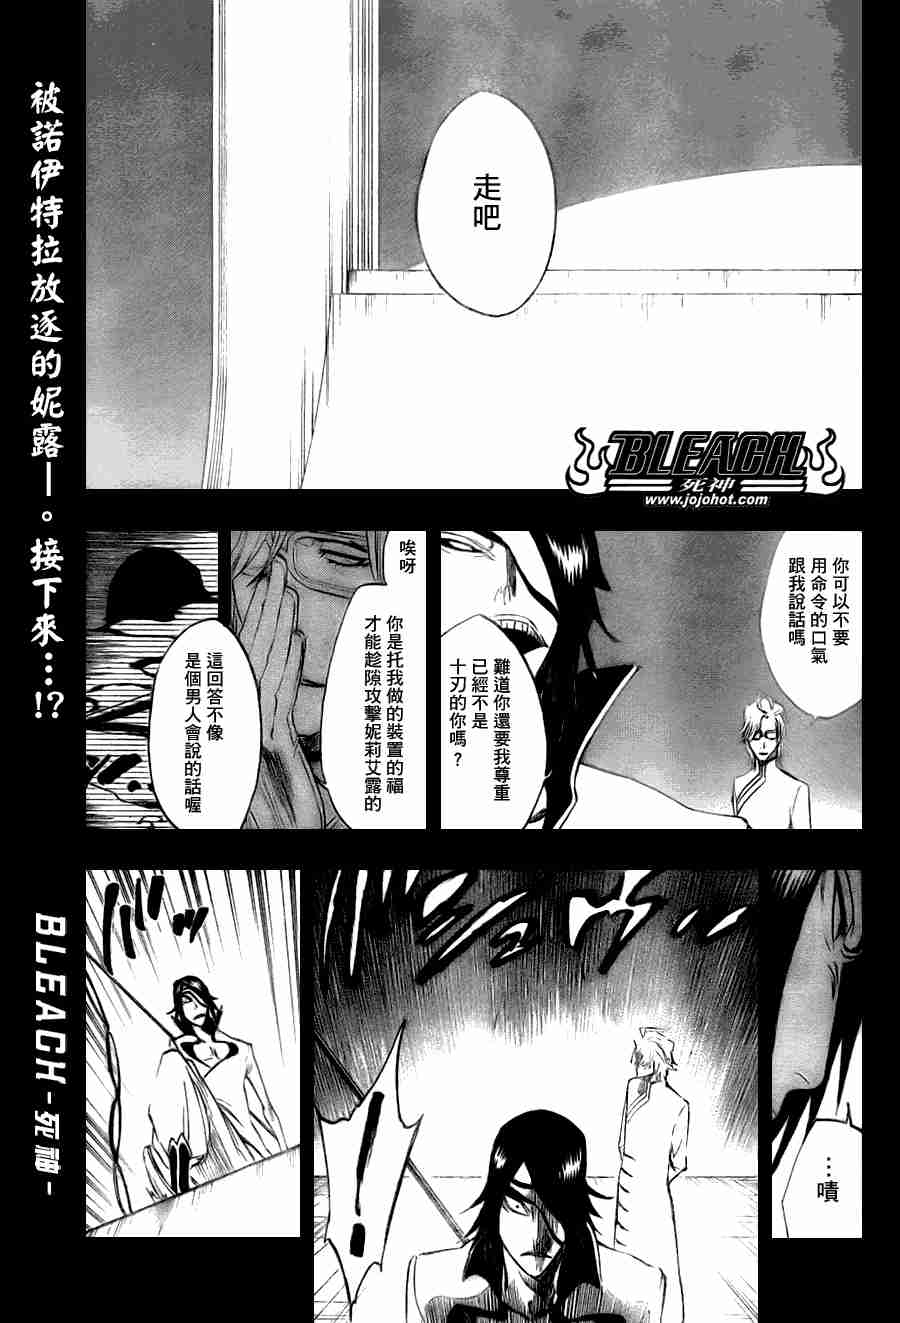 走吧
BLEACH
死神
www.jojohot.com
被諾伊特拉放逐的妮露—。接下來…!?
你可以不要
用命令的口氣
跟我說話嗎
難道你還要我尊重
已經不是
十刃的你嗎？
唉呀
你是托我做的裝置的福
才能趁隙攻擊妮莉艾露的
這回答不像
是個男人會說的話喔
…嘖
!
BLEACH-死神-